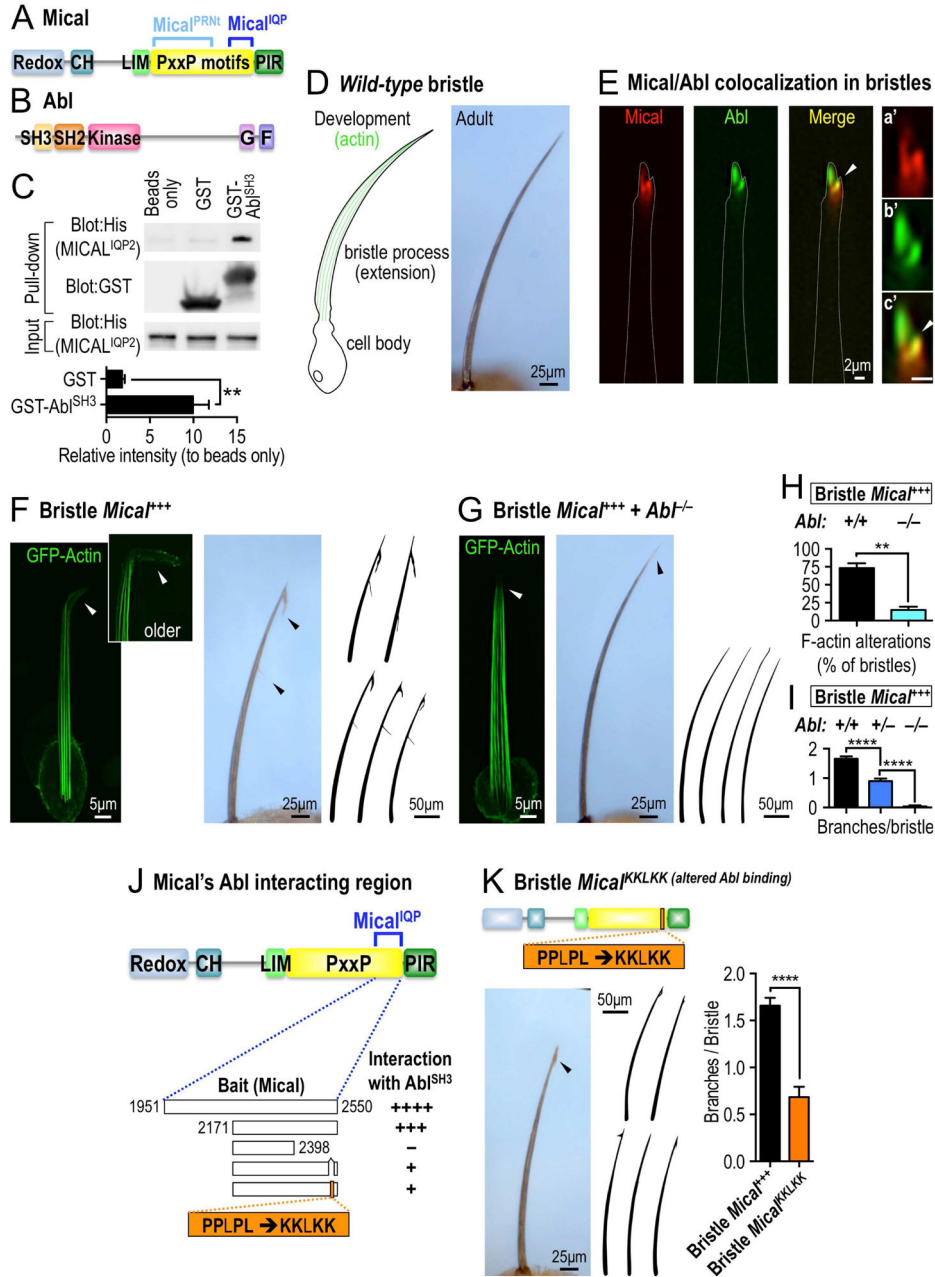 A Mical
Mical^PRNt Mical^IQP
Redox CH LIM PxxP motifs PIR
B Abl
SH3 SH2 Kinase G F
C
Beads only
GST
GST-Abl^SH3
Pull-down
Blot:His
(MICAL^IQP2)
Blot:GST
Input
Blot:His
(MICAL^IQP2)
GST
GST-Abl^SH3
**
0 5 10 15
Relative intensity (to beads only)
D Wild-type bristle
Development
(actin)
Adult
bristle process
(extension)
cell body
25µm
E Mical/Abl colocalization in bristles
Mical Abl Merge
a'
b'
c'
2µm
F Bristle Mical^+++
GFP-Actin
older
5µm
25µm
50µm
G Bristle Mical^+++ + Abl^–/–
GFP-Actin
5µm
25µm
50µm
H Bristle Mical^+++
Abl: +/+ –/–
**
100
75
50
25
0
F-actin alterations
(% of bristles)
I Bristle Mical^+++
Abl: +/+ +/– –/–
**** ****
2
1
0
Branches/bristle
J Mical's Abl interacting region
Mical^IQP
Redox CH LIM PxxP PIR
Bait (Mical)
Interaction
with Abl^SH3
1951 2550 ++++
2171 +++
2398 –
+
+
PPLPL ➔ KKLKK
K Bristle Mical^KKLKK (altered Abl binding)
PPLPL ➔ KKLKK
50µm
25µm
Branches / Bristle
2.0
1.5
1.0
0.5
0.0
****
Bristle Mical^+++
Bristle Mical^KKLKK